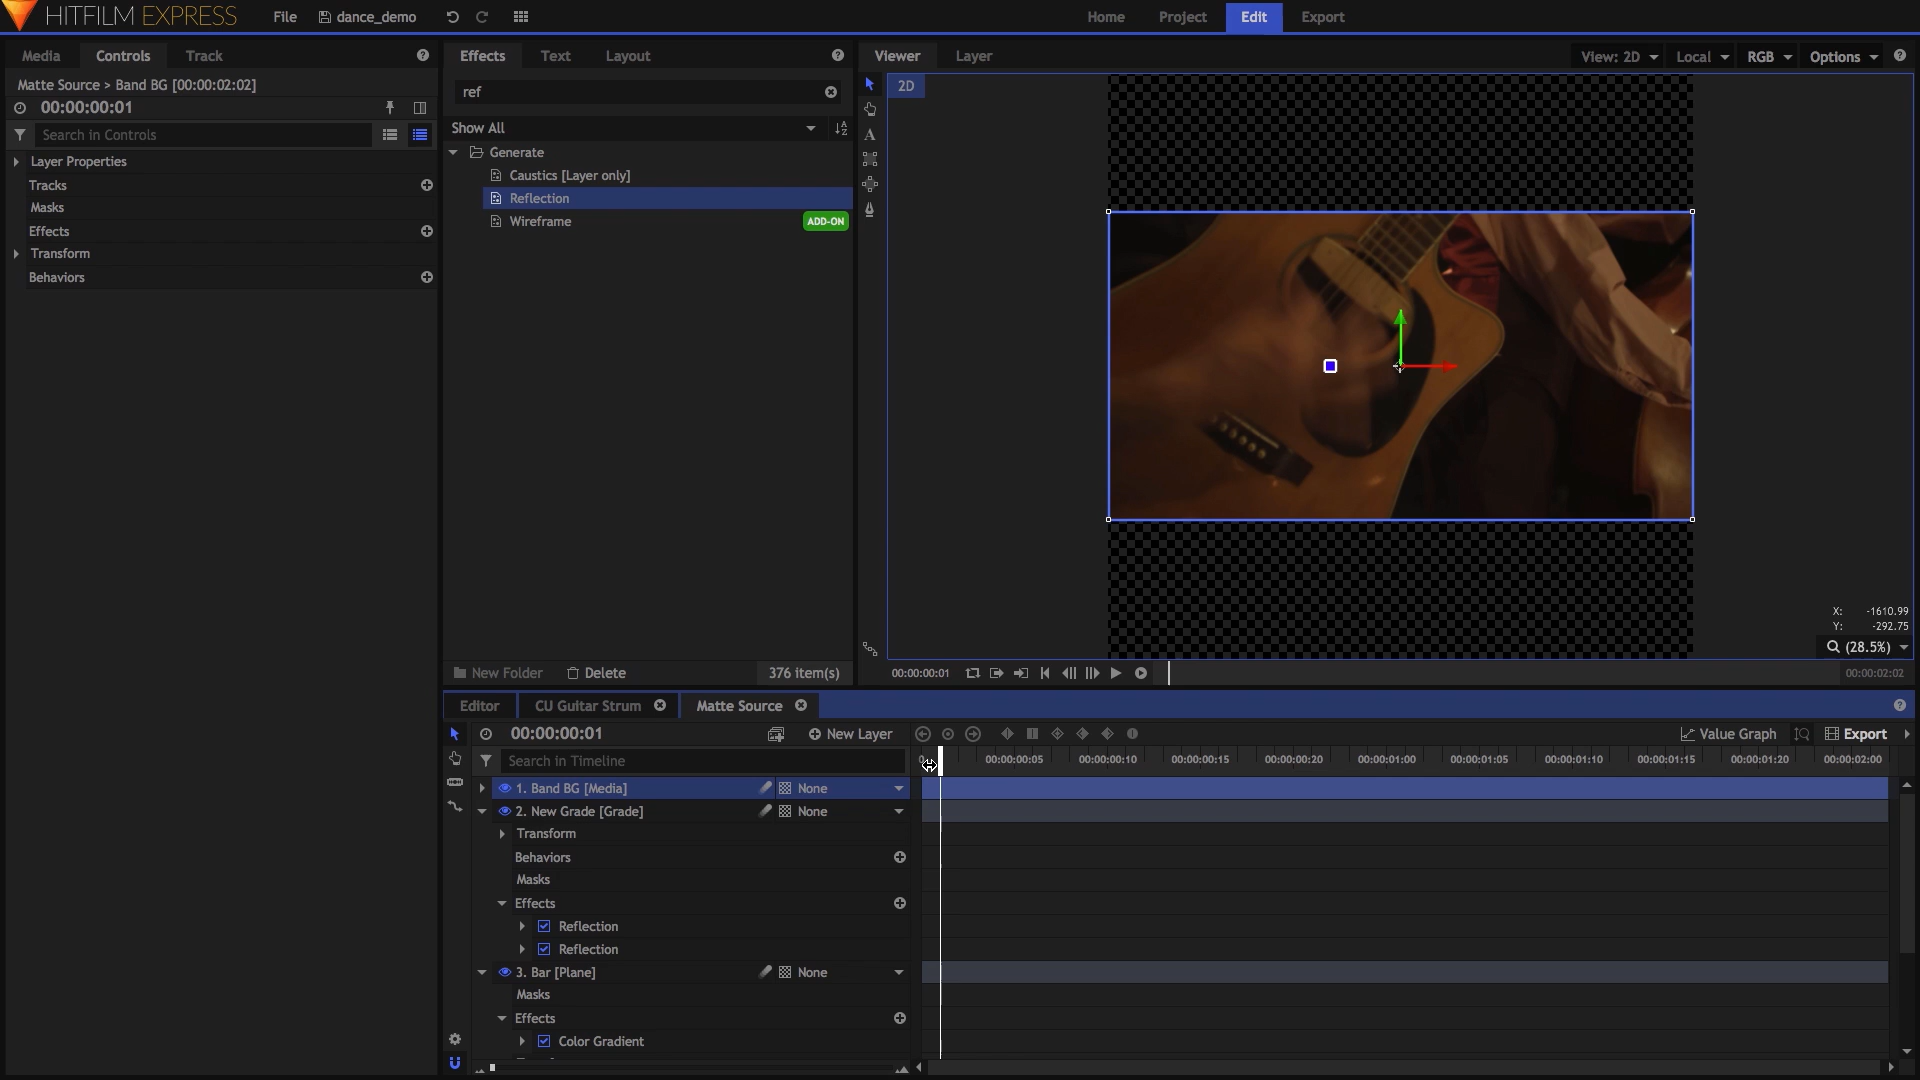 HITFILM EXPRESS
File
dance_demo
Home
Project
Edit
Export
Media
Controls
Track
Matte Source > Band BG [00:00:02:02]
00:00:00:01
Search in Controls
Layer Properties
Tracks
Masks
Effects
Transform
Behaviors
Effects
Text
Layout
ref
Show All
Generate
Caustics [Layer only]
Reflection
Wireframe
ADD-ON
New Folder
Delete
376 item(s)
Viewer
Layer
View: 2D
Local
RGB
Options
2D
X: -1610.99
Y: -292.75
(28.5%)
00:00:00:01
00:00:02:02
Editor
CU Guitar Strum
Matte Source
00:00:00:01
New Layer
Value Graph
Export
Search in Timeline
00:00:00:05
00:00:00:10
00:00:00:15
00:00:00:20
00:00:01:00
00:00:01:05
00:00:01:10
00:00:01:15
00:00:01:20
00:00:02:00
1. Band BG [Media]
None
2. New Grade [Grade]
None
Transform
Behaviors
Masks
Effects
Reflection
Reflection
3. Bar [Plane]
None
Masks
Effects
Color Gradient